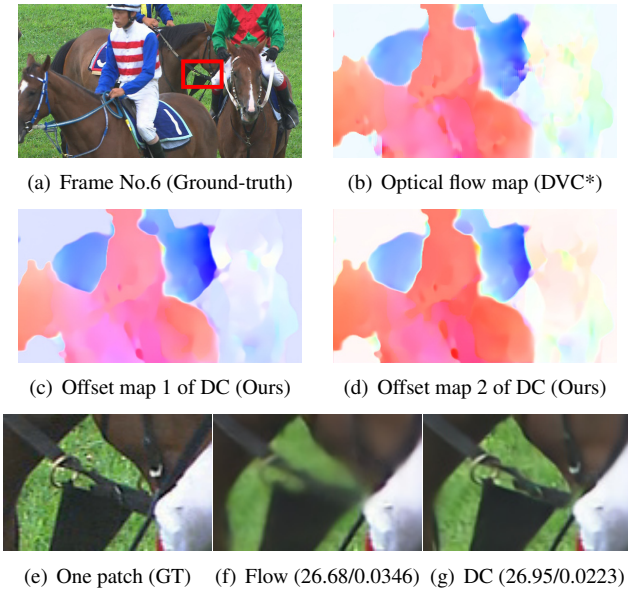 (a) Frame No.6 (Ground-truth)
(b) Optical flow map (DVC*)
(c) Offset map 1 of DC (Ours)
(d) Offset map 2 of DC (Ours)
(e) One patch (GT)
(f) Flow (26.68/0.0346)
(g) DC (26.95/0.0223)